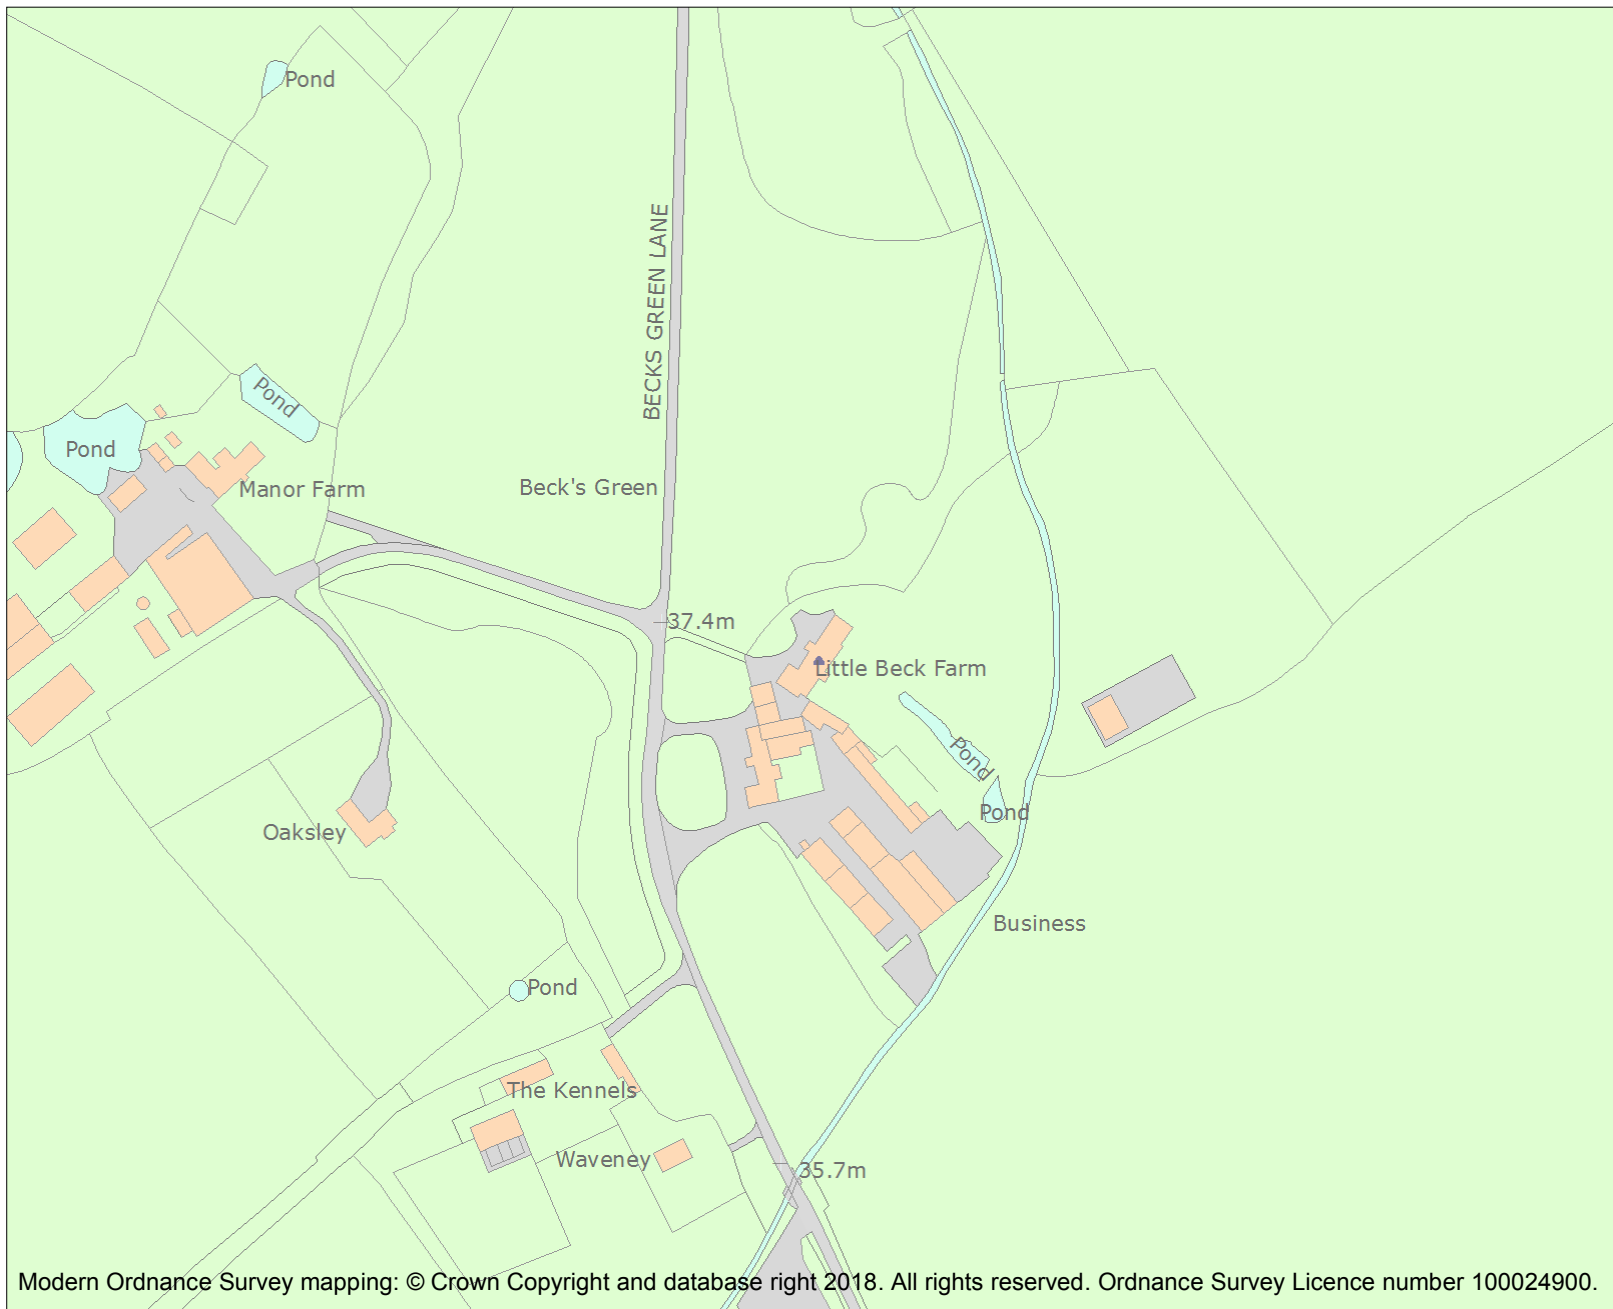 Pond
BECKS GREEN LANE
Pond
Pond
Manor Farm
Beck's Green
37.4m
Little Beck Farm
Pond
Pond
Oaksley
Business
Pond
The Kennels
Waveney
35.7m
Modern Ordnance Survey mapping: © Crown Copyright and database right 2018. All rights reserved. Ordnance Survey Licence number 100024900.